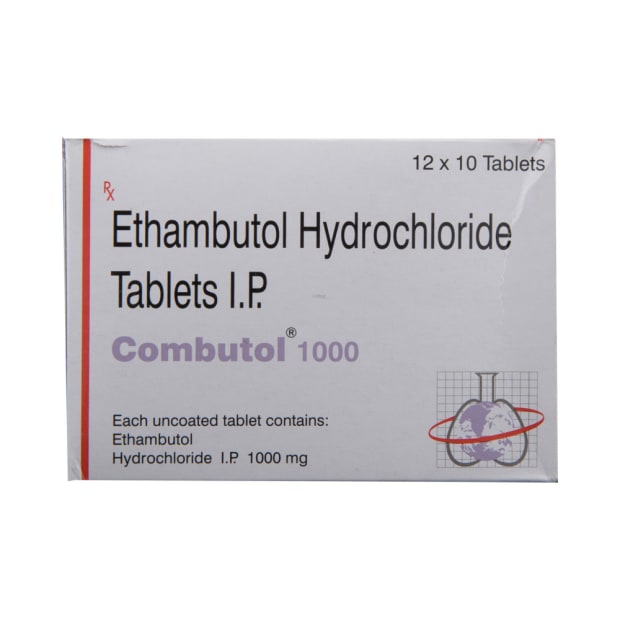 12 x 10 Tablets
Rx
Ethambutol Hydrochloride
Tablets I.P.
Combutol® 1000
Each uncoated tablet contains:
Ethambutol
Hydrochloride I.P. 1000 mg